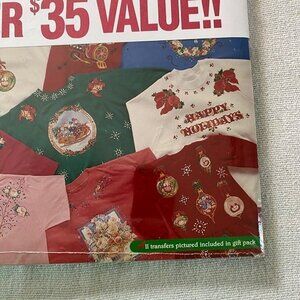 R $35 VALUE!!
HAPPY
HOLIDAYS
11 transfers pictured included in gift pack